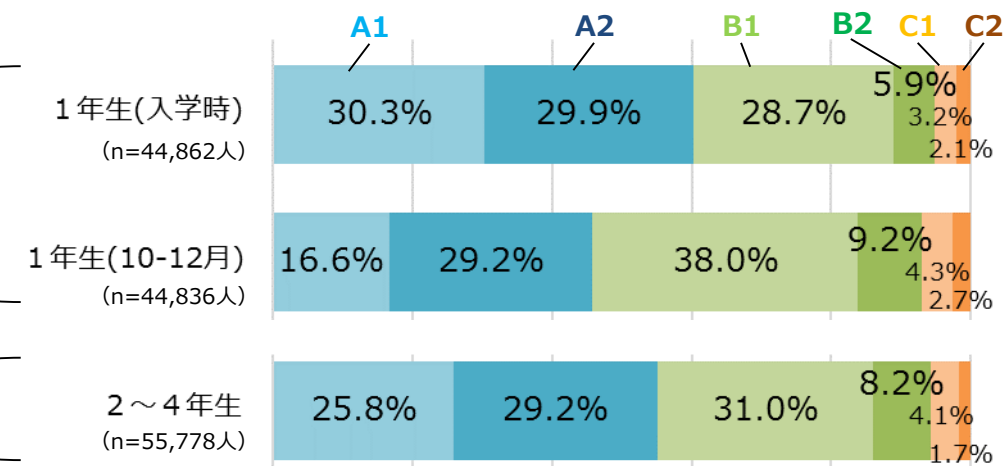 A1 A2 B1 B2 C1 C2
1年生(入学時)
(n=44,862人)
30.3% 29.9% 28.7% 5.9% 3.2% 2.1%
1年生(10-12月)
(n=44,836人)
16.6% 29.2% 38.0% 9.2% 4.3% 2.7%
2～4年生
(n=55,778人)
25.8% 29.2% 31.0% 8.2% 4.1% 1.7%